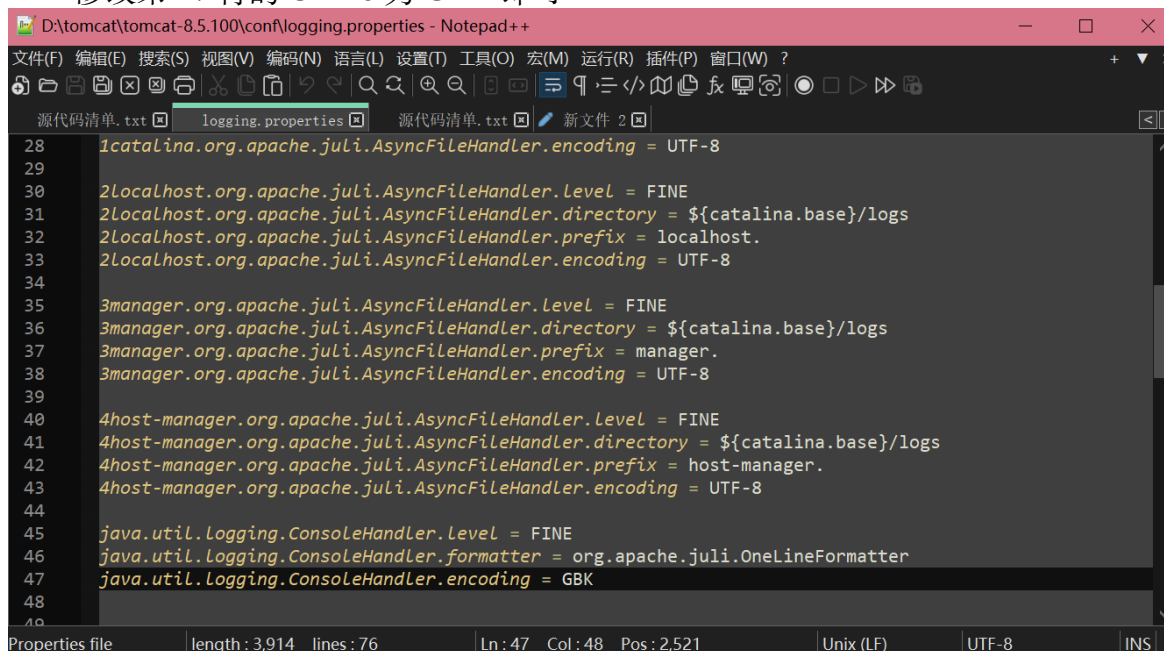 D:\tomcat\tomcat-8.5.100\conf\logging.properties - Notepad++
文件(F) 编辑(E) 搜索(S) 视图(V) 编码(N) 语言(L) 设置(T) 工具(O) 宏(M) 运行(R) 插件(P) 窗口(W) ?
源代码清单.txt logging.properties 源代码清单.txt 新文件 2
28 1catalina.org.apache.juli.AsyncFileHandler.encoding = UTF-8
29
30 2localhost.org.apache.juli.AsyncFileHandler.level = FINE
31 2localhost.org.apache.juli.AsyncFileHandler.directory = ${catalina.base}/logs
32 2localhost.org.apache.juli.AsyncFileHandler.prefix = localhost.
33 2localhost.org.apache.juli.AsyncFileHandler.encoding = UTF-8
34
35 3manager.org.apache.juli.AsyncFileHandler.level = FINE
36 3manager.org.apache.juli.AsyncFileHandler.directory = ${catalina.base}/logs
37 3manager.org.apache.juli.AsyncFileHandler.prefix = manager.
38 3manager.org.apache.juli.AsyncFileHandler.encoding = UTF-8
39
40 4host-manager.org.apache.juli.AsyncFileHandler.level = FINE
41 4host-manager.org.apache.juli.AsyncFileHandler.directory = ${catalina.base}/logs
42 4host-manager.org.apache.juli.AsyncFileHandler.prefix = host-manager.
43 4host-manager.org.apache.juli.AsyncFileHandler.encoding = UTF-8
44
45 java.util.logging.ConsoleHandler.level = FINE
46 java.util.logging.ConsoleHandler.formatter = org.apache.juli.OneLineFormatter
47 java.util.logging.ConsoleHandler.encoding = GBK
48
49
Properties file length : 3,914 lines : 76 Ln : 47 Col : 48 Pos : 2,521 Unix (LF) UTF-8 INS